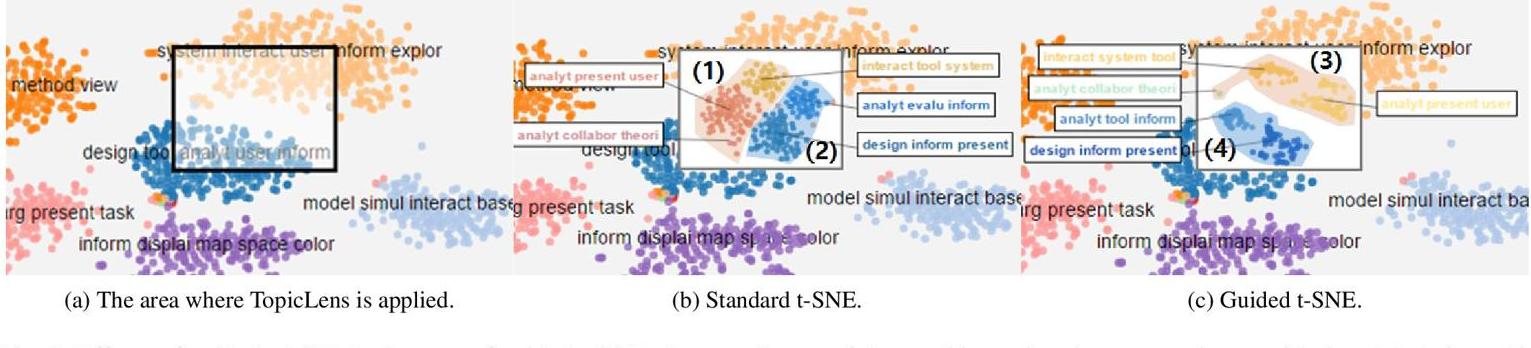 system interact user inform explor
method view
design tool analyt user inform
model simul interact base
rg present task
inform displai map space color
(a) The area where TopicLens is applied.
system interact user inform explor
(1)
interact tool system
analyt present user
method view
analyt evalu inform
analyt collabor theori
design tool
(2)
design inform present
model simul interact base
g present task
inform displai map space color
(b) Standard t-SNE.
system interact user inform explor
interact system tool
(3)
analyt collabor theori
analyt present user
analyt tool inform
design inform present
(4)
model simul interact ba
rg present task
inform displai map space color
(c) Guided t-SNE.